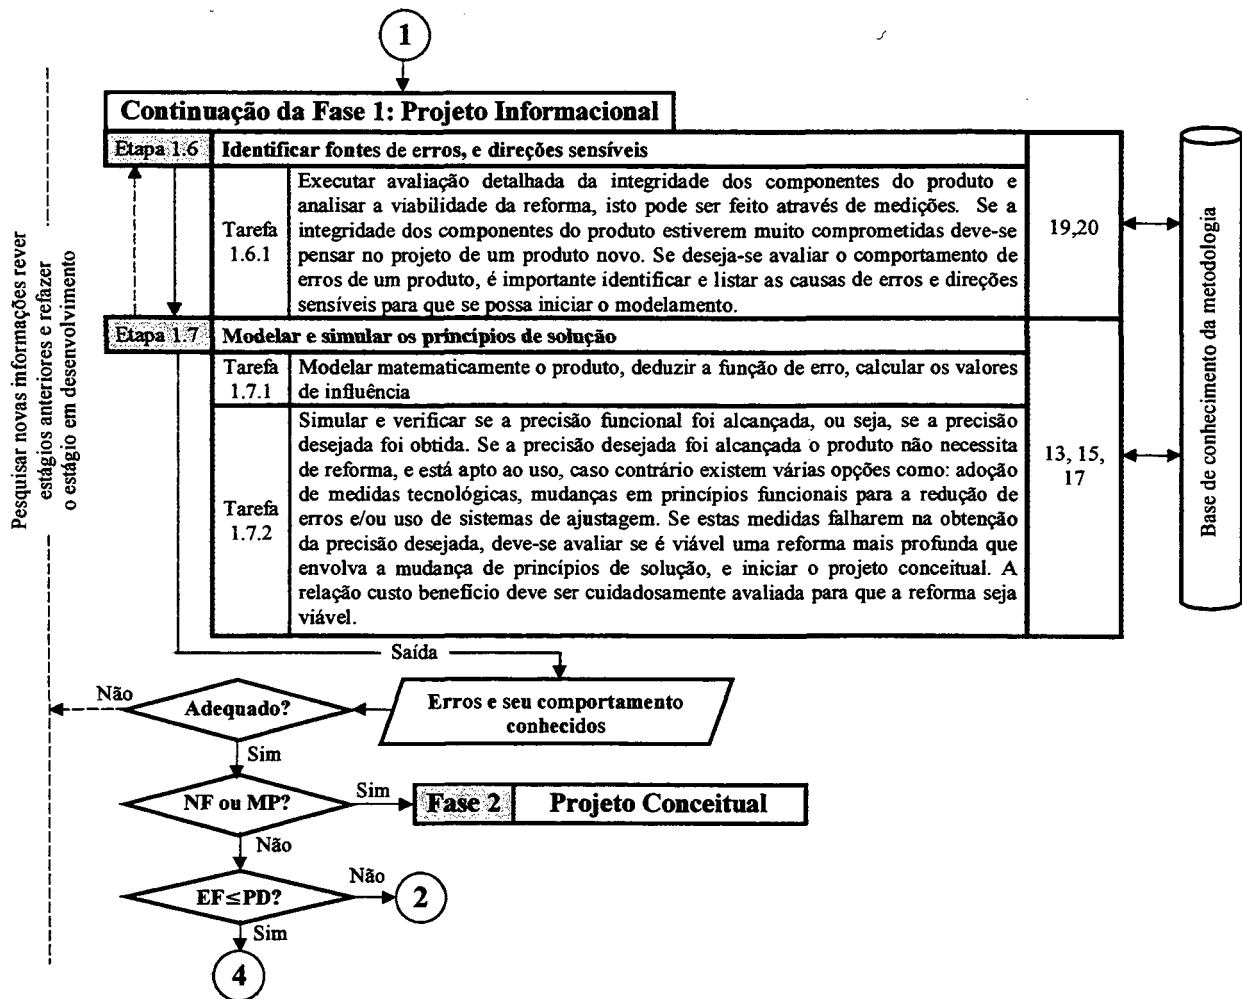 1
Continuação da Fase 1: Projeto Informacional
Etapa 1.6 Identificar fontes de erros, e direções sensíveis
Tarefa
1.6.1
Executar avaliação detalhada da integridade dos componentes do produto e
analisar a viabilidade da reforma, isto pode ser feito através de medições. Se a
integridade dos componentes do produto estiverem muito comprometidas deve-se
pensar no projeto de um produto novo. Se deseja-se avaliar o comportamento de
erros de um produto, é importante identificar e listar as causas de erros e direções
sensíveis para que se possa iniciar o modelamento.
19,20
Etapa 1.7 Modelar e simular os princípios de solução
Tarefa
1.7.1
Modelar matematicamente o produto, deduzir a função de erro, calcular os valores
de influência
Tarefa
1.7.2
Simular e verificar se a precisão funcional foi alcançada, ou seja, se a precisão
desejada foi obtida. Se a precisão desejada foi alcançada o produto não necessita
de reforma, e está apto ao uso, caso contrário existem várias opções como: adoção
de medidas tecnológicas, mudanças em princípios funcionais para a redução de
erros e/ou uso de sistemas de ajustagem. Se estas medidas falharem na obtenção
da precisão desejada, deve-se avaliar se é viável uma reforma mais profunda que
envolva a mudança de princípios de solução, e iniciar o projeto conceitual. A
relação custo benefício deve ser cuidadosamente avaliada para que a reforma seja
viável.
13, 15,
17
Base de conhecimento da metodologia
Pesquisar novas informações rever
estágios anteriores e refazer
o estágio em desenvolvimento
Saída
Erros e seu comportamento
conhecidos
Não
Adequado?
Sim
NF ou MP?
Sim
Fase 2 Projeto Conceitual
Não
EF≤PD?
Não
2
Sim
4